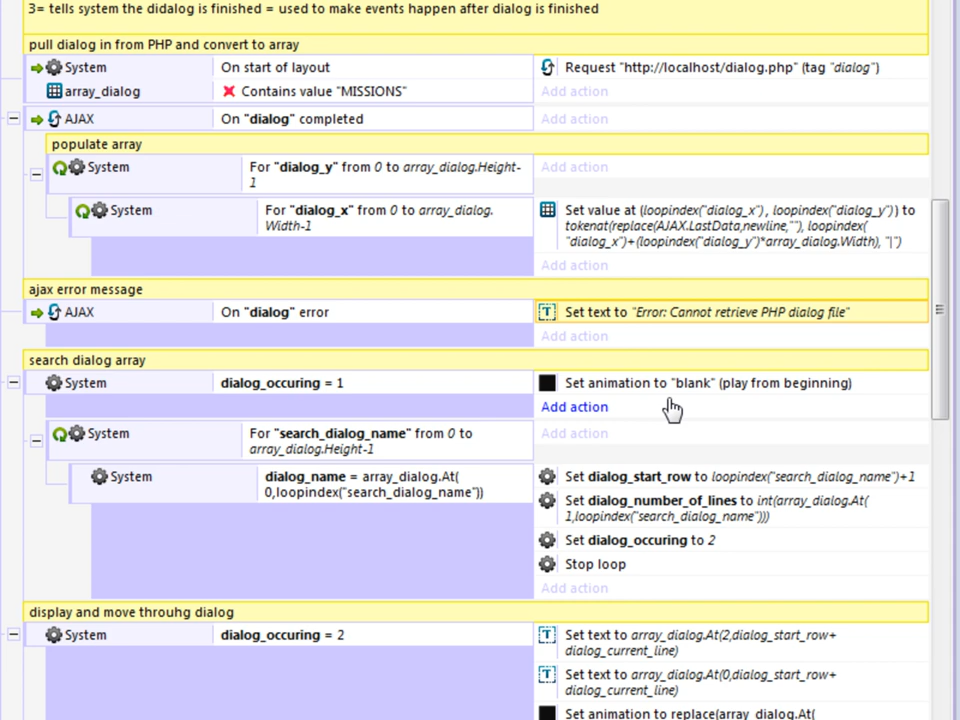 3= tells system the didalog is finished = used to make events happen after dialog is finished
pull dialog in from PHP and convert to array
System On start of layout Request "http://localhost/dialog.php" (tag "dialog")
array_dialog Contains value "MISSIONS" Add action
AJAX On "dialog" completed Add action
populate array
System For "dialog_y" from 0 to array_dialog.Height-
1
Add action
System For "dialog_x" from 0 to array_dialog.
Width-1
Set value at (loopindex("dialog_x"), loopindex("dialog_y")) to
tokenat(replace(AJAX.LastData,newline,""), loopindex(
"dialog_x")+(loopindex("dialog_y")*array_dialog.Width), "|")
Add action
ajax error message
AJAX On "dialog" error Set text to "Error: Cannot retrieve PHP dialog file"
Add action
search dialog array
System dialog_occuring = 1 Set animation to "blank" (play from beginning)
Add action
System For "search_dialog_name" from 0 to
array_dialog.Height-1
Add action
System dialog_name = array_dialog.At(
0,loopindex("search_dialog_name"))
Set dialog_start_row to loopindex("search_dialog_name")+1
Set dialog_number_of_lines to int(array_dialog.At(
1,loopindex("search_dialog_name")))
Set dialog_occuring to 2
Stop loop
Add action
display and move throuhg dialog
System dialog_occuring = 2 Set text to array_dialog.At(2,dialog_start_row+
dialog_current_line)
Set text to array_dialog.At(0,dialog_start_row+
dialog_current_line)
Set animation to replace(array_dialog.At(